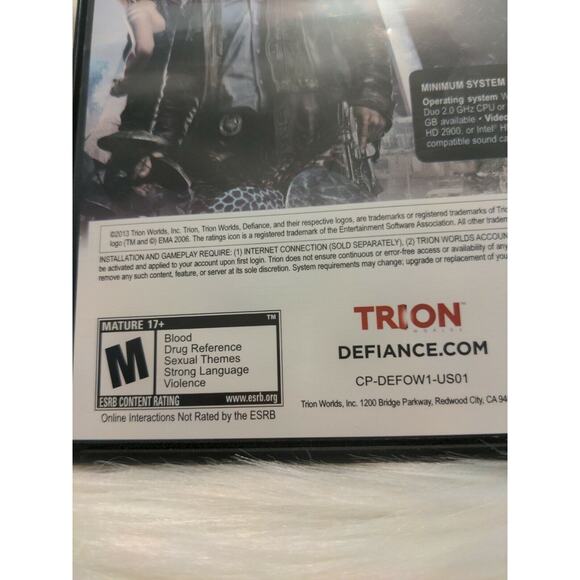 MINIMUM SYSTEM
Operating system W
Duo 2.0 GHz CPU or
GB available • Video
HD 2900, or Intel® H
compatible sound ca
©2013 Trion Worlds, Inc. Trion, Trion Worlds, Defiance, and their respective logos, are trademarks or registered trademarks of Trio
logo (TM and ©) EMA 2006. The ratings icon is a registered trademark of the Entertainment Software Association. All other tradem
INSTALLATION AND GAMEPLAY REQUIRE: (1) INTERNET CONNECTION (SOLD SEPARATELY), (2) TRION WORLDS ACCOUN
be activated and applied to your account upon first login. Trion does not ensure continuous or error-free access or availability of any
remove any such content, feature, or server at its sole discretion. System requirements may change; upgrade or replacement of you
MATURE 17+ TM
M
Blood
Drug Reference
Sexual Themes
Strong Language
Violence
ESRB CONTENT RATING www.esrb.org
Online Interactions Not Rated by the ESRB
TRION™
WORLDS
DEFIANCE.COM
CP-DEFOW1-US01
Trion Worlds, Inc. 1200 Bridge Parkway, Redwood City, CA 94